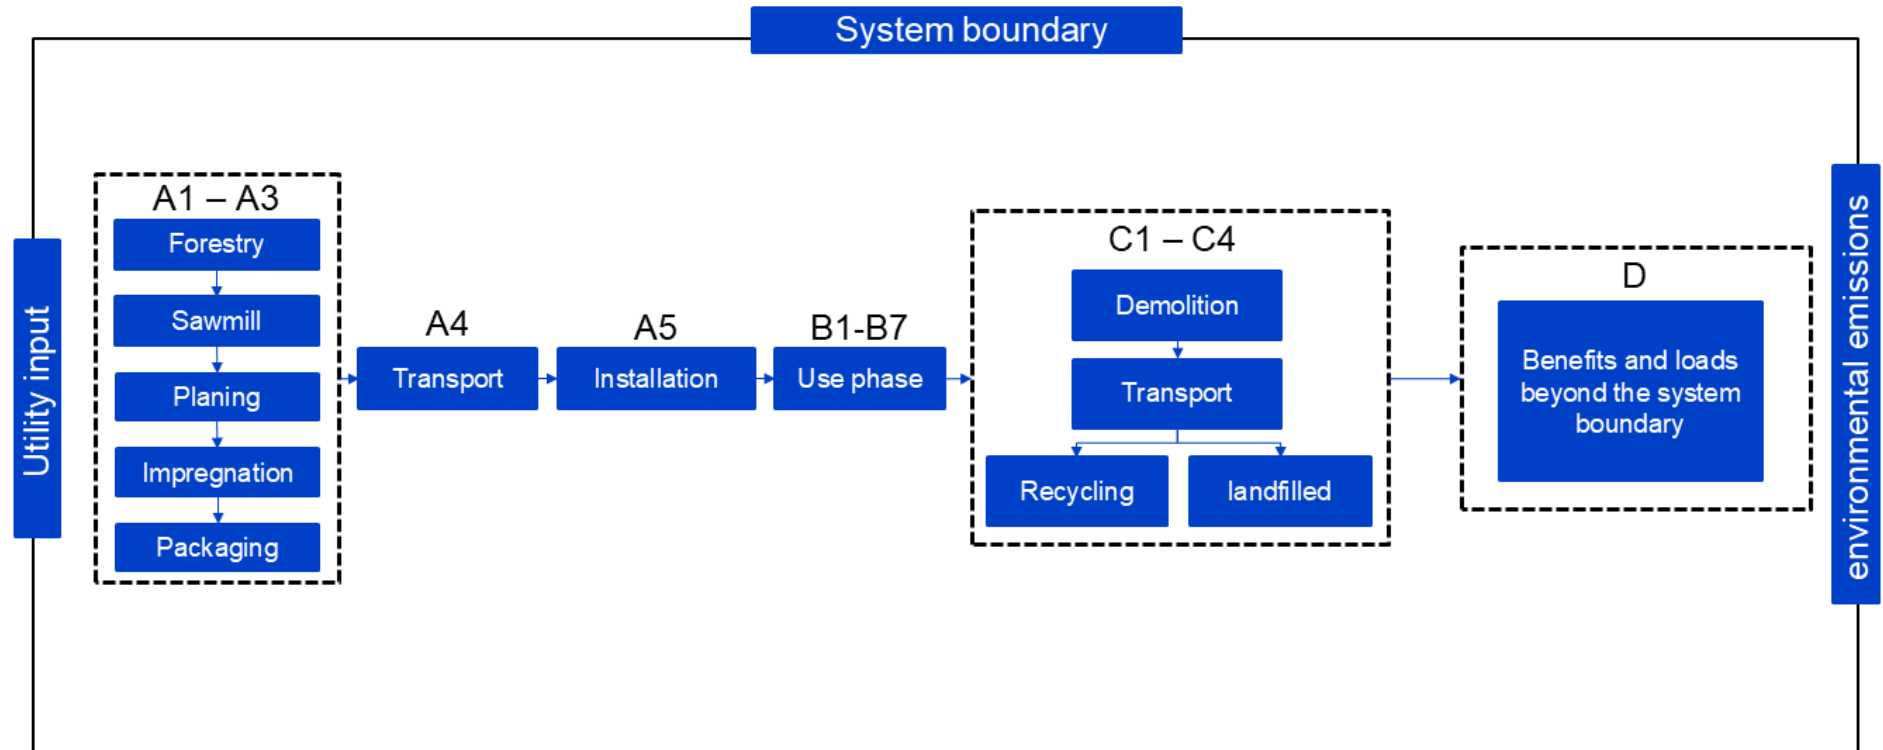 System boundary
Utility input
A1 – A3
Forestry
Sawmill
Planing
Impregnation
Packaging
A4
Transport
A5
Installation
B1-B7
Use phase
C1 – C4
Demolition
Transport
Recycling
landfilled
D
Benefits and loads
beyond the system
boundary
environmental emissions